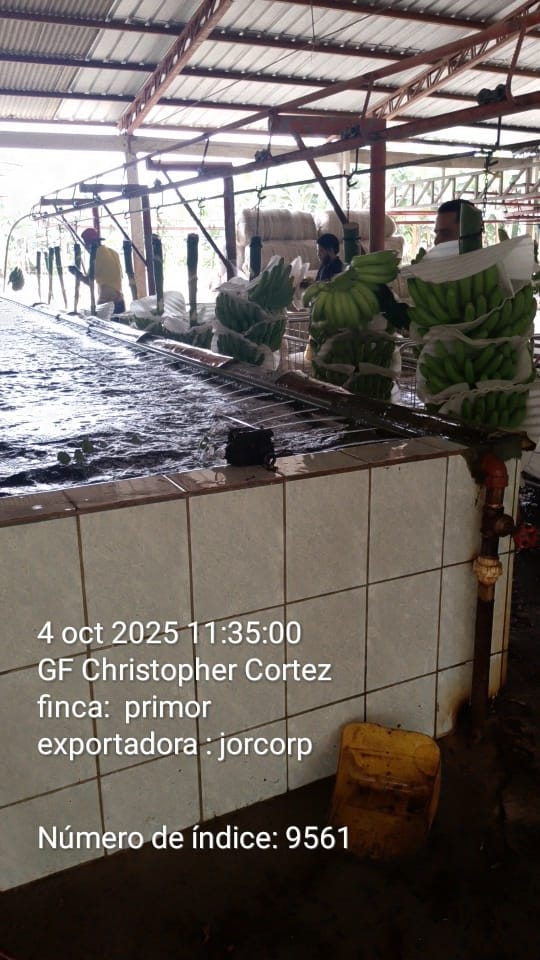 4 oct 2025 11:35:00
GF Christopher Cortez
finca: primor
exportadora : jorcorp
Número de índice: 9561